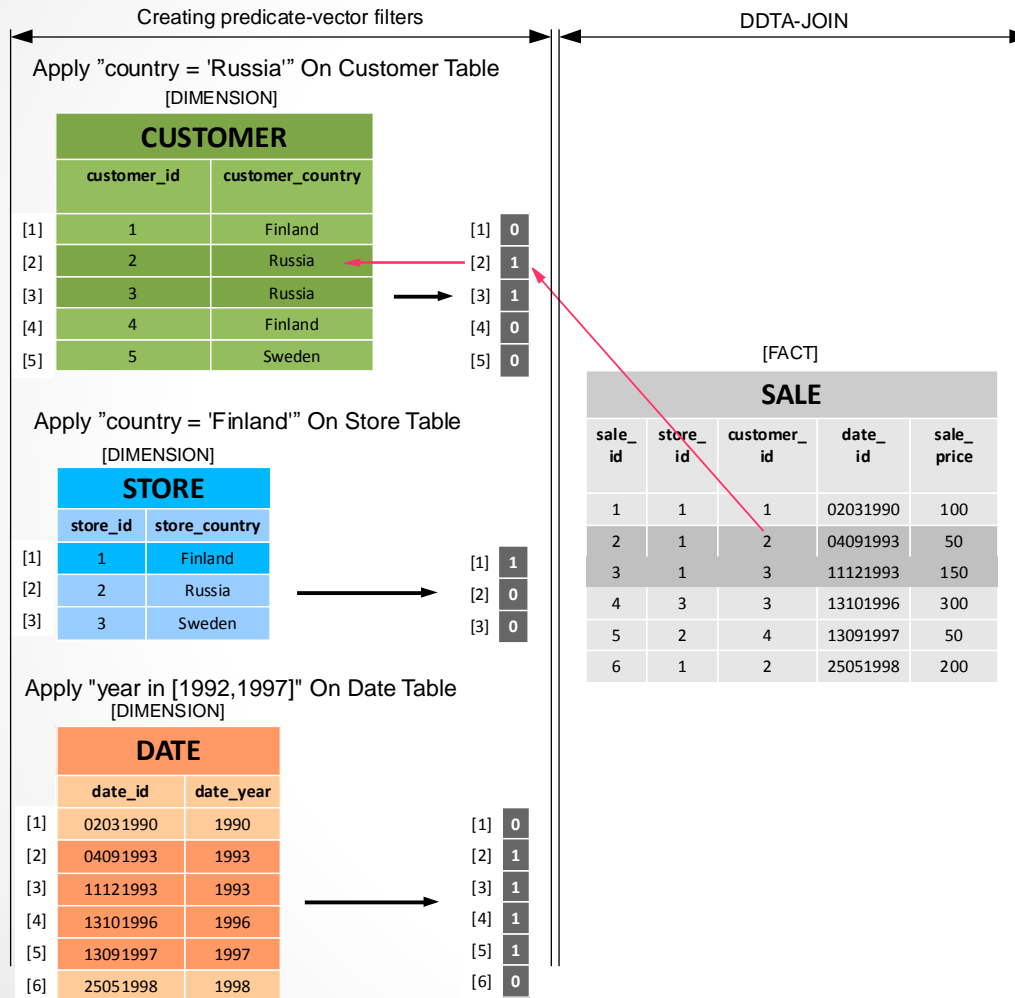 Creating predicate-vector filters
DDTA-JOIN
Apply ”country = 'Russia'” On Customer Table
[DIMENSION]
CUSTOMER
customer_id customer_country
[1] 1 Finland [1] 0
[2] 2 Russia [2] 1
[3] 3 Russia [3] 1
[4] 4 Finland [4] 0
[5] 5 Sweden [5] 0
Apply ”country = 'Finland'” On Store Table
[DIMENSION]
STORE
store_id store_country
[1] 1 Finland [1] 1
[2] 2 Russia [2] 0
[3] 3 Sweden [3] 0
Apply "year in [1992,1997]" On Date Table
[DIMENSION]
DATE
date_id date_year
[1] 02031990 1990 [1] 0
[2] 04091993 1993 [2] 1
[3] 11121993 1993 [3] 1
[4] 13101996 1996 [4] 1
[5] 13091997 1997 [5] 1
[6] 25051998 1998 [6] 0
[FACT]
SALE
sale_ store_ customer_ date_ sale_
id id id id price
1 1 1 02031990 100
2 1 2 04091993 50
3 1 3 11121993 150
4 3 3 13101996 300
5 2 4 13091997 50
6 1 2 25051998 200